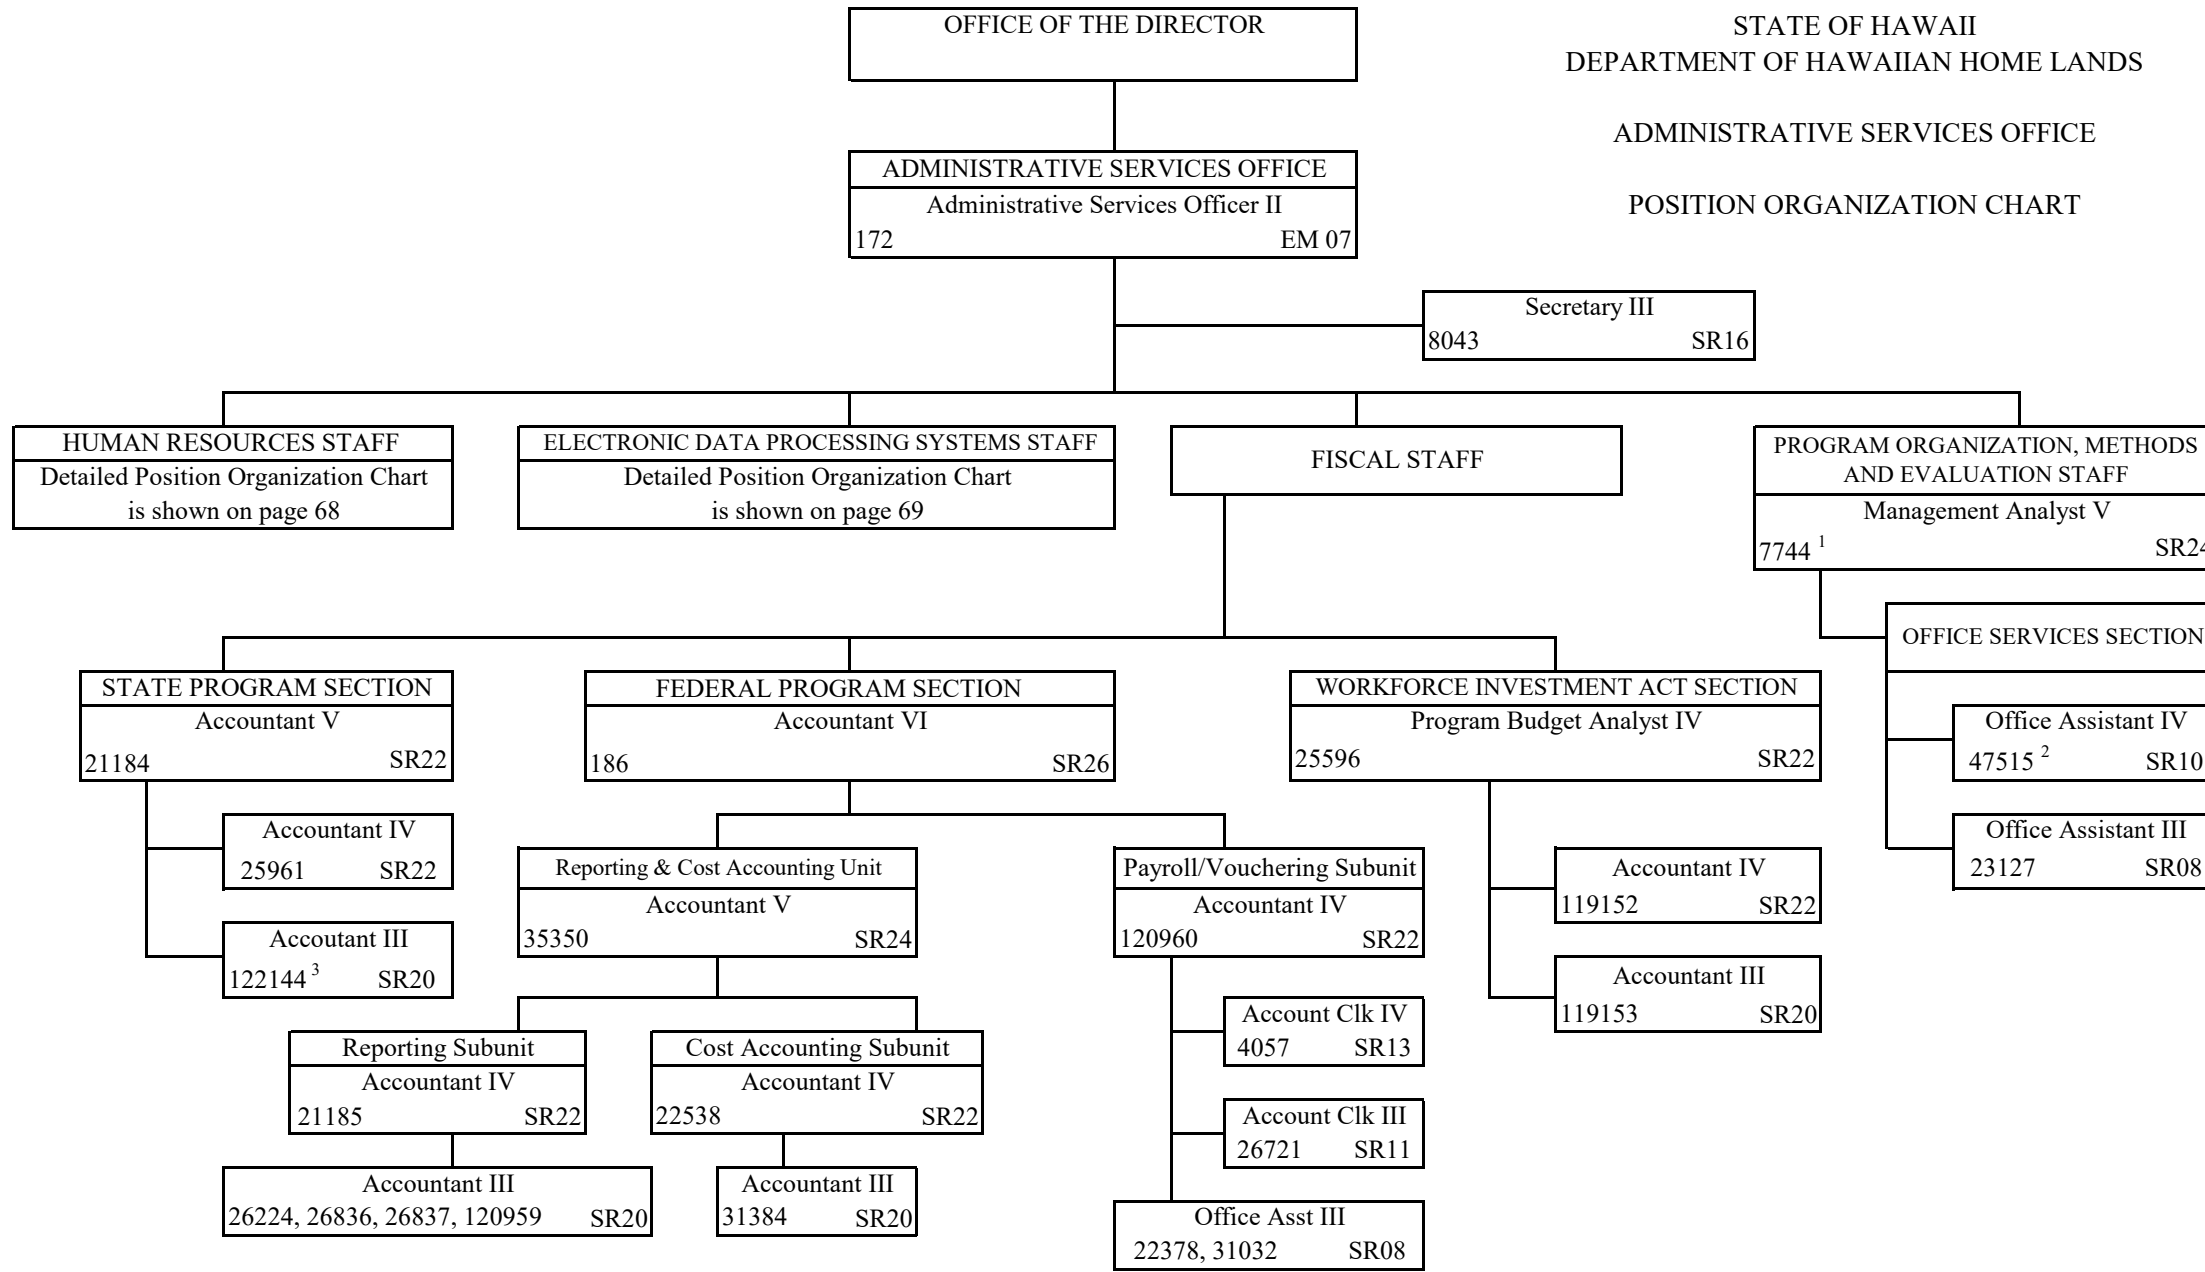 OFFICE OF THE DIRECTOR
STATE OF HAWAII
DEPARTMENT OF HAWAIIAN HOME LANDS
ADMINISTRATIVE SERVICES OFFICE
POSITION ORGANIZATION CHART
ADMINISTRATIVE SERVICES OFFICE
Administrative Services Officer II
172 EM 07
Secretary III
8043 SR16
HUMAN RESOURCES STAFF
Detailed Position Organization Chart
is shown on page 68
ELECTRONIC DATA PROCESSING SYSTEMS STAFF
Detailed Position Organization Chart
is shown on page 69
FISCAL STAFF
PROGRAM ORGANIZATION, METHODS
AND EVALUATION STAFF
Management Analyst V
7744 1 SR24
OFFICE SERVICES SECTION
Office Assistant IV
47515 2 SR10
Office Assistant III
23127 SR08
STATE PROGRAM SECTION
Accountant V
21184 SR22
Accountant IV
25961 SR22
Accoutant III
122144 3 SR20
FEDERAL PROGRAM SECTION
Accountant VI
186 SR26
Reporting & Cost Accounting Unit
Accountant V
35350 SR24
Reporting Subunit
Accountant IV
21185 SR22
Accountant III
26224, 26836, 26837, 120959 SR20
Cost Accounting Subunit
Accountant IV
22538 SR22
Accountant III
31384 SR20
Payroll/Vouchering Subunit
Accountant IV
120960 SR22
Account Clk IV
4057 SR13
Account Clk III
26721 SR11
Office Asst III
22378, 31032 SR08
WORKFORCE INVESTMENT ACT SECTION
Program Budget Analyst IV
25596 SR22
Accountant IV
119152 SR22
Accountant III
119153 SR20